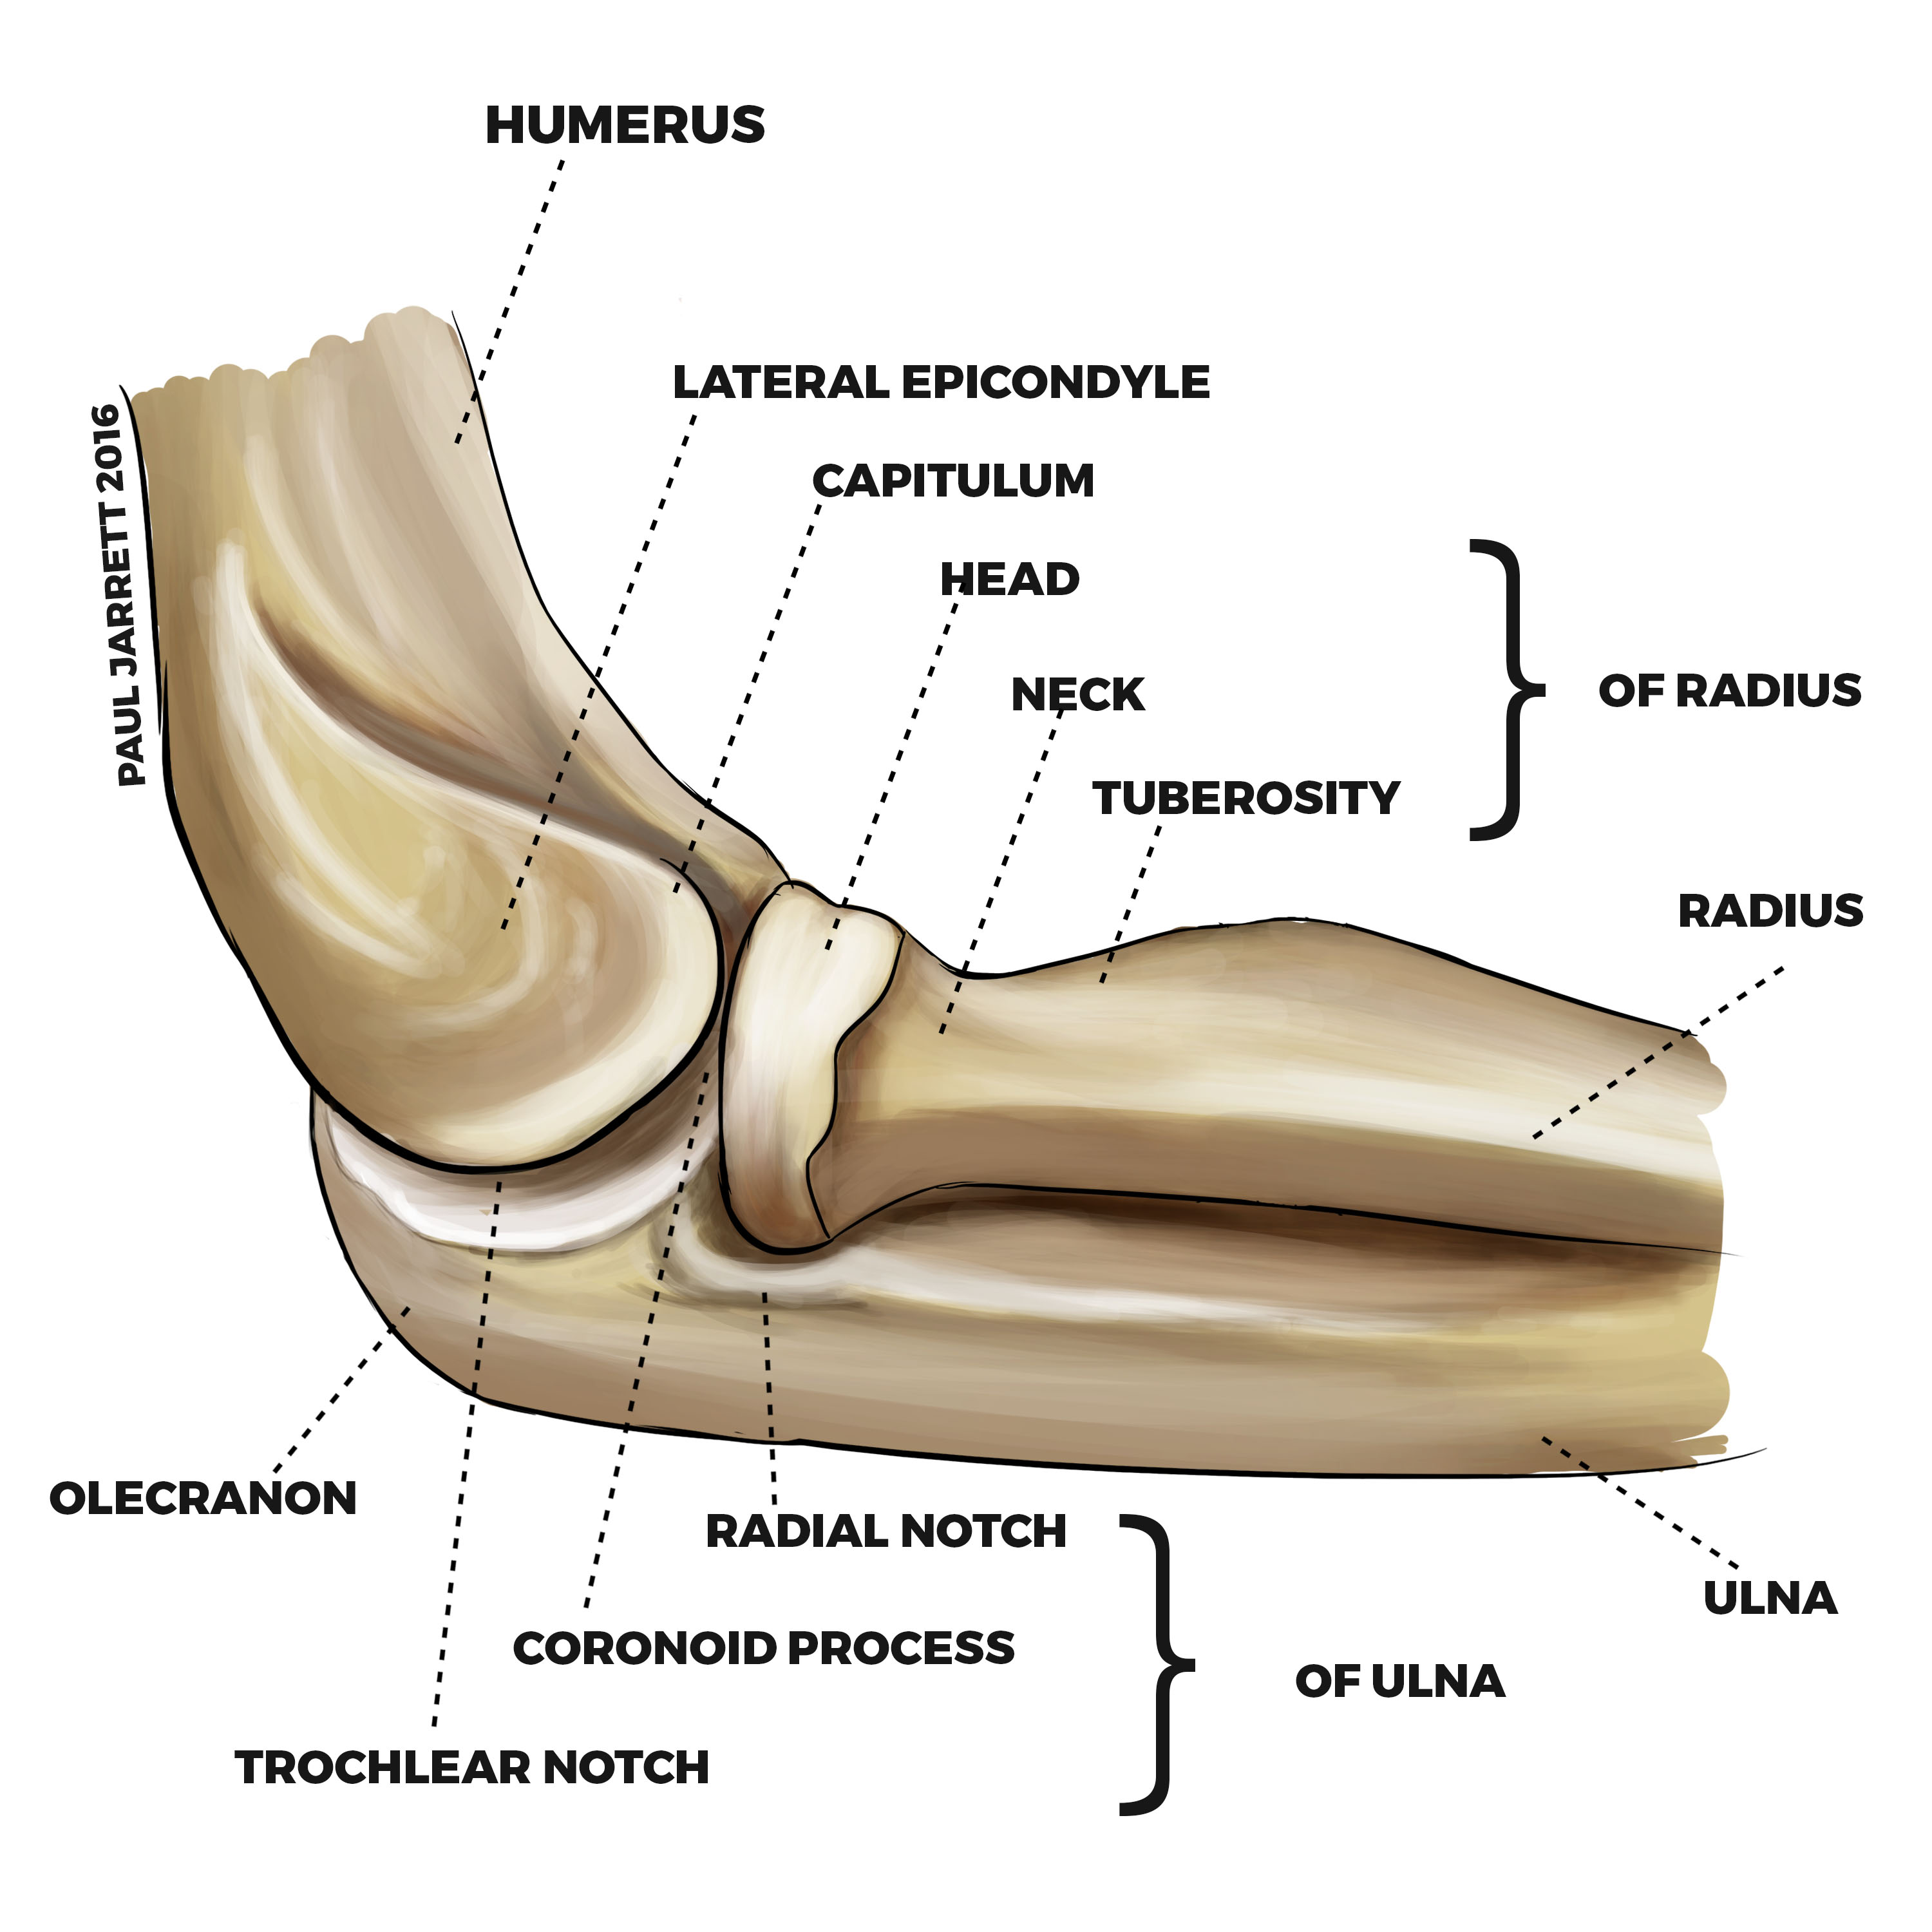 HUMERUS
LATERAL EPICONDYLE
CAPITULUM
HEAD
NECK
OF RADIUS
TUBEROSITY
RADIUS
PAUL JARRETT 2016
OLECRANON
RADIAL NOTCH
ULNA
CORONOID PROCESS
OF ULNA
TROCHLEAR NOTCH